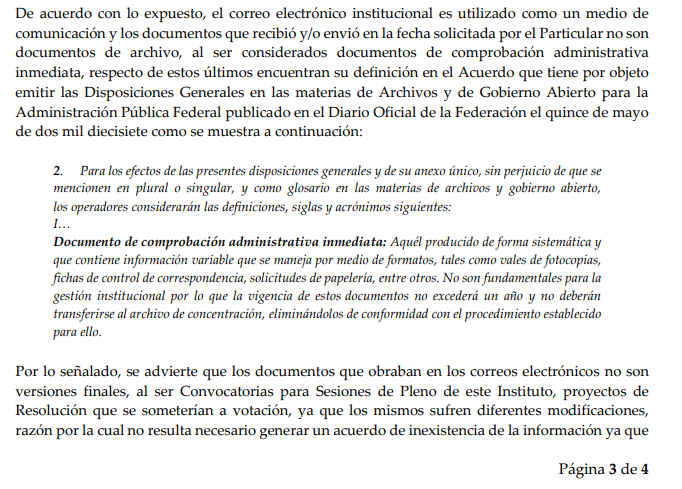 De acuerdo con lo expuesto, el correo electrónico institucional es utilizado como un medio de
comunicación y los documentos que recibió y/o envió en la fecha solicitada por el Particular no son
documentos de archivo, al ser considerados documentos de comprobación administrativa
inmediata, respecto de estos últimos encuentran su definición en el Acuerdo que tiene por objeto
emitir las Disposiciones Generales en las materias de Archivos y de Gobierno Abierto para la
Administración Pública Federal publicado en el Diario Oficial de la Federación el quince de mayo
de dos mil diecisiete como se muestra a continuación:
2. Para los efectos de las presentes disposiciones generales y de su anexo único, sin perjuicio de que se
mencionen en plural o singular, y como glosario en las materias de archivos y gobierno abierto,
los operadores considerarán las definiciones, siglas y acrónimos siguientes:
I…
Documento de comprobación administrativa inmediata: Aquél producido de forma sistemática y
que contiene información variable que se maneja por medio de formatos, tales como vales de fotocopias,
fichas de control de correspondencia, solicitudes de papelería, entre otros. No son fundamentales para la
gestión institucional por lo que la vigencia de estos documentos no excederá un año y no deberán
transferirse al archivo de concentración, eliminándolos de conformidad con el procedimiento establecido
para ello.
Por lo señalado, se advierte que los documentos que obraban en los correos electrónicos no son
versiones finales, al ser Convocatorias para Sesiones de Pleno de este Instituto, proyectos de
Resolución que se someterían a votación, ya que los mismos sufren diferentes modificaciones,
razón por la cual no resulta necesario generar un acuerdo de inexistencia de la información ya que
Página 3 de 4